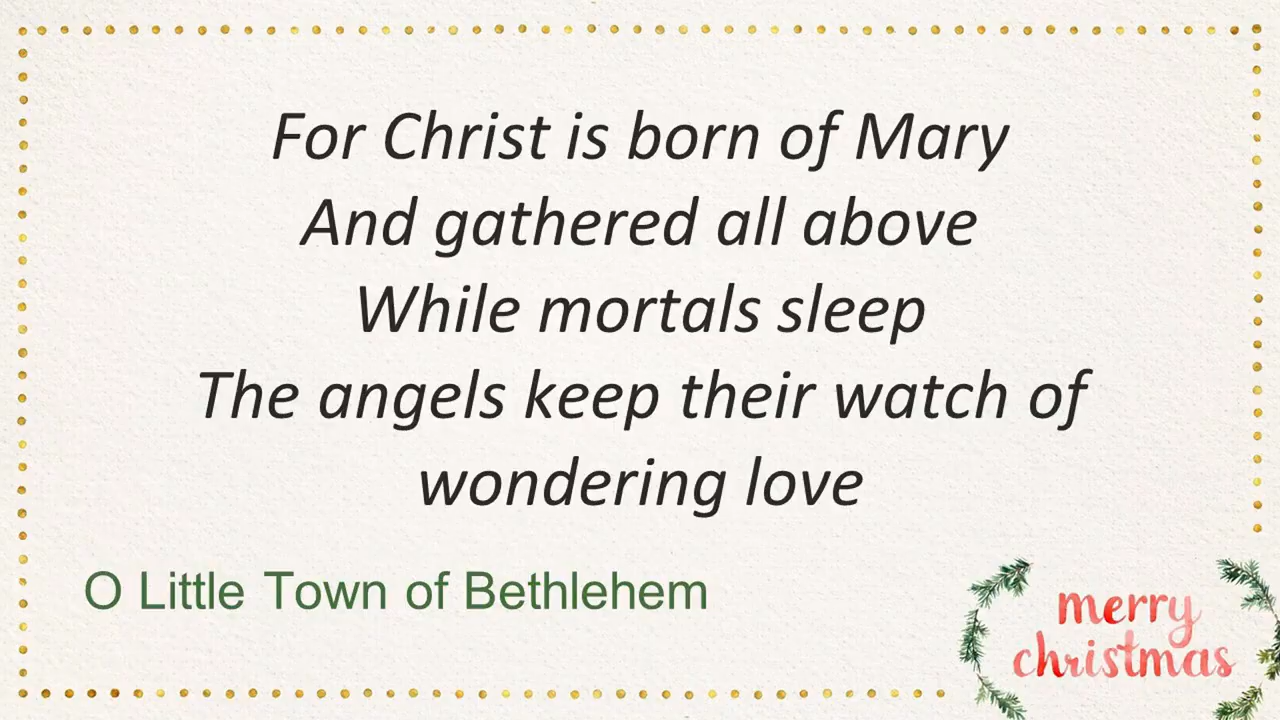 For Christ is born of Mary
And gathered all above
While mortals sleep
The angels keep their watch of
wondering love
O Little Town of Bethlehem
merry
christmas